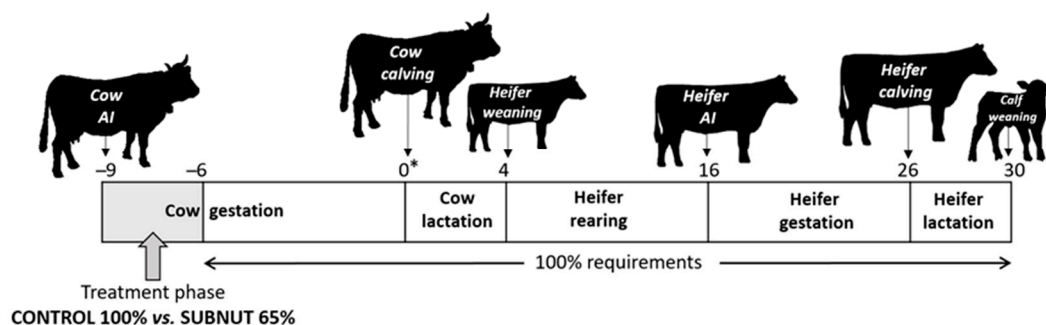 Cow
AI
Cow
calving
Heifer
weaning
Heifer
AI
Heifer
calving
Calf
weaning
–9 –6 0* 4 16 26 30
Cow gestation
Cow
lactation
Heifer
rearing
Heifer
gestation
Heifer
lactation
100% requirements
Treatment phase
CONTROL 100% vs. SUBNUT 65%